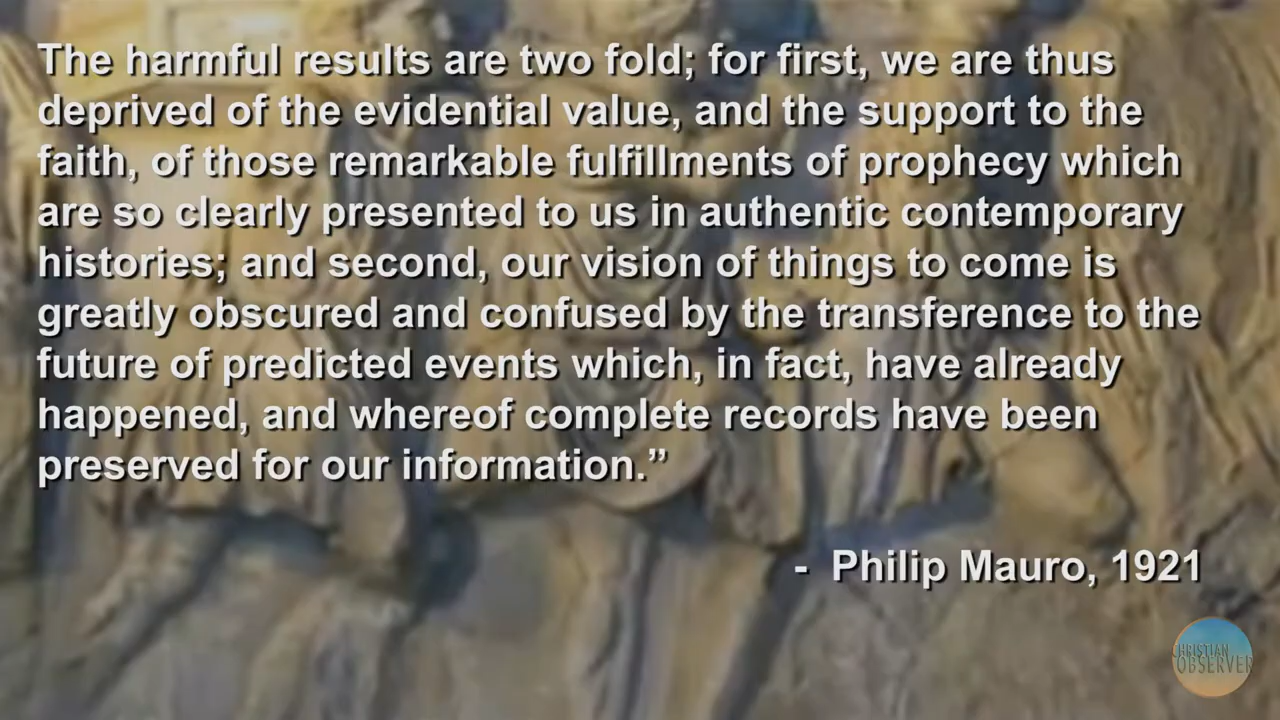 The harmful results are two fold; for first, we are thus
deprived of the evidential value, and the support to the
faith, of those remarkable fulfillments of prophecy which
are so clearly presented to us in authentic contemporary
histories; and second, our vision of things to come is
greatly obscured and confused by the transference to the
future of predicted events which, in fact, have already
happened, and whereof complete records have been
preserved for our information.”
- Philip Mauro, 1921
CHRISTIAN
OBSERVER